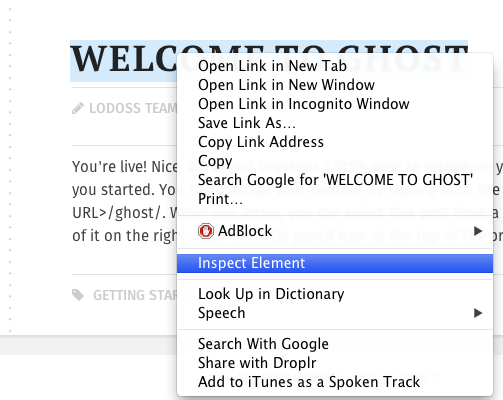 WELCOME TO GHOST
Open Link in New Tab
Open Link in New Window
LODOSS TEAM
Open Link in Incognito Window
Save Link As...
Copy Link Address
You're live! Nice.
Copy
you started. You
Search Google for 'WELCOME TO GHOST'
the
Print...
URL>/ghost/.
of it on the right
AdBlock
Inspect Element
GETTING STAR
Look Up in Dictionary
Speech
Search With Google
Share with Droplr
Add to iTunes as a Spoken Track